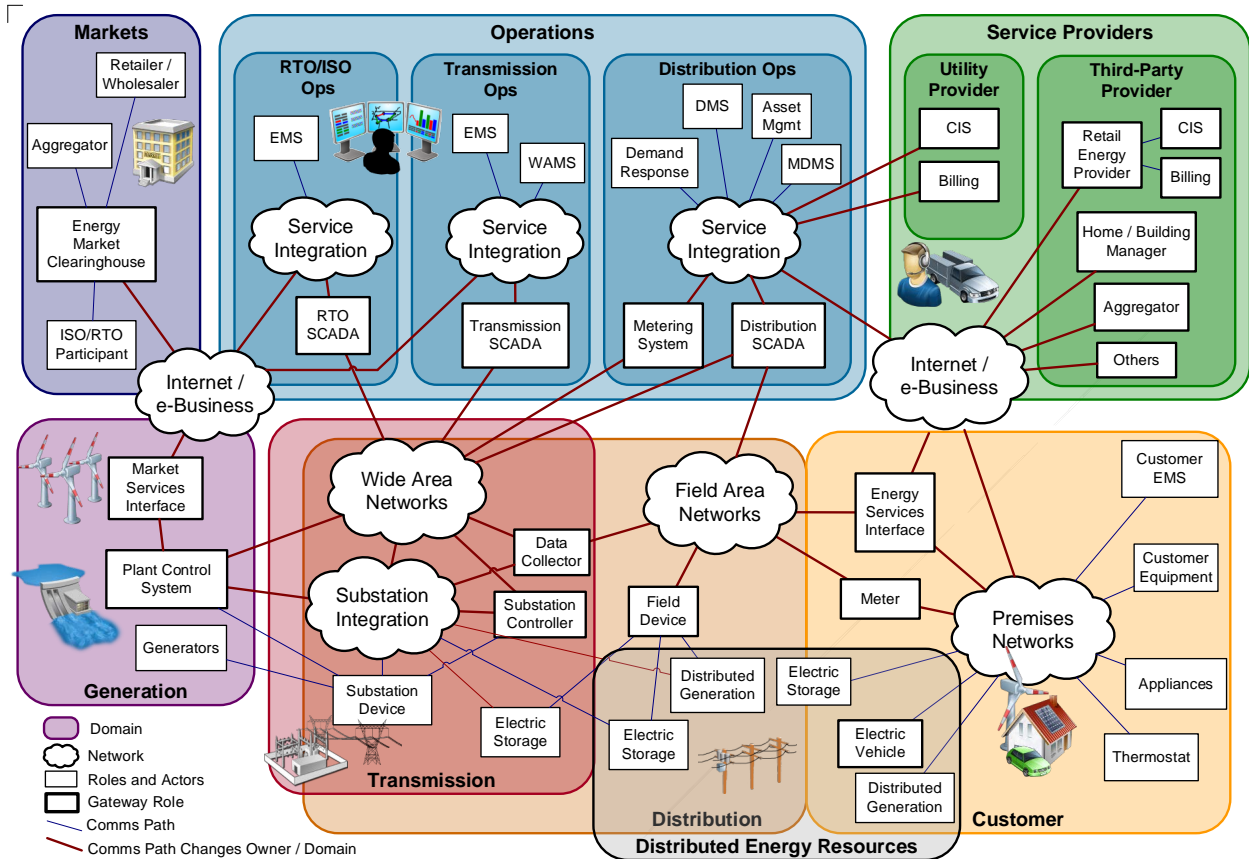 Markets
Retailer /
Wholesaler
Aggregator
Energy
Market
Clearinghouse
ISO/RTO
Participant
Operations
RTO/ISO
Ops
EMS
Service
Integration
RTO
SCADA
Transmission
Ops
EMS
WAMS
Service
Integration
Transmission
SCADA
Distribution Ops
DMS
Asset
Mgmt
Demand
Response
MDMS
Service
Integration
Metering
System
Distribution
SCADA
Service Providers
Utility
Provider
CIS
Billing
Third-Party
Provider
Retail
Energy
Provider
CIS
Billing
Home / Building
Manager
Aggregator
Others
Internet /
e-Business
Internet /
e-Business
Market
Services
Interface
Plant Control
System
Generators
Generation
Wide Area
Networks
Substation
Integration
Data
Collector
Substation
Controller
Substation
Device
Electric
Storage
Transmission
Field Area
Networks
Field
Device
Distributed
Generation
Electric
Storage
Distribution
Energy
Services
Interface
Meter
Premises
Networks
Customer
EMS
Customer
Equipment
Appliances
Thermostat
Electric
Storage
Electric
Vehicle
Distributed
Generation
Customer
Distributed Energy Resources
Domain
Network
Roles and Actors
Gateway Role
Comms Path
Comms Path Changes Owner / Domain